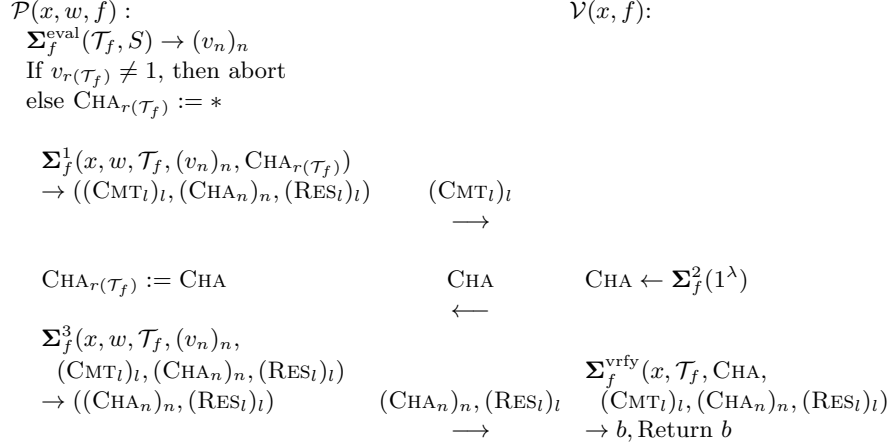 𝒫(x, w, f) : 𝒱(x, f):
Σ_f^eval(𝒯_f, S) → (v_n)_n
If v_{r(𝒯_f)} ≠ 1, then abort
else CHA_{r(𝒯_f)} := ∗
Σ_f^1(x, w, 𝒯_f, (v_n)_n, CHA_{r(𝒯_f)})
→ ((CMT_l)_l, (CHA_n)_n, (RES_l)_l) (CMT_l)_l
⟶
CHA_{r(𝒯_f)} := CHA CHA CHA ← Σ_f^2(1^λ)
⟵
Σ_f^3(x, w, 𝒯_f, (v_n)_n,
(CMT_l)_l, (CHA_n)_n, (RES_l)_l) Σ_f^vrfy(x, 𝒯_f, CHA,
→ ((CHA_n)_n, (RES_l)_l) (CHA_n)_n, (RES_l)_l (CMT_l)_l, (CHA_n)_n, (RES_l)_l)
⟶ → b, Return b